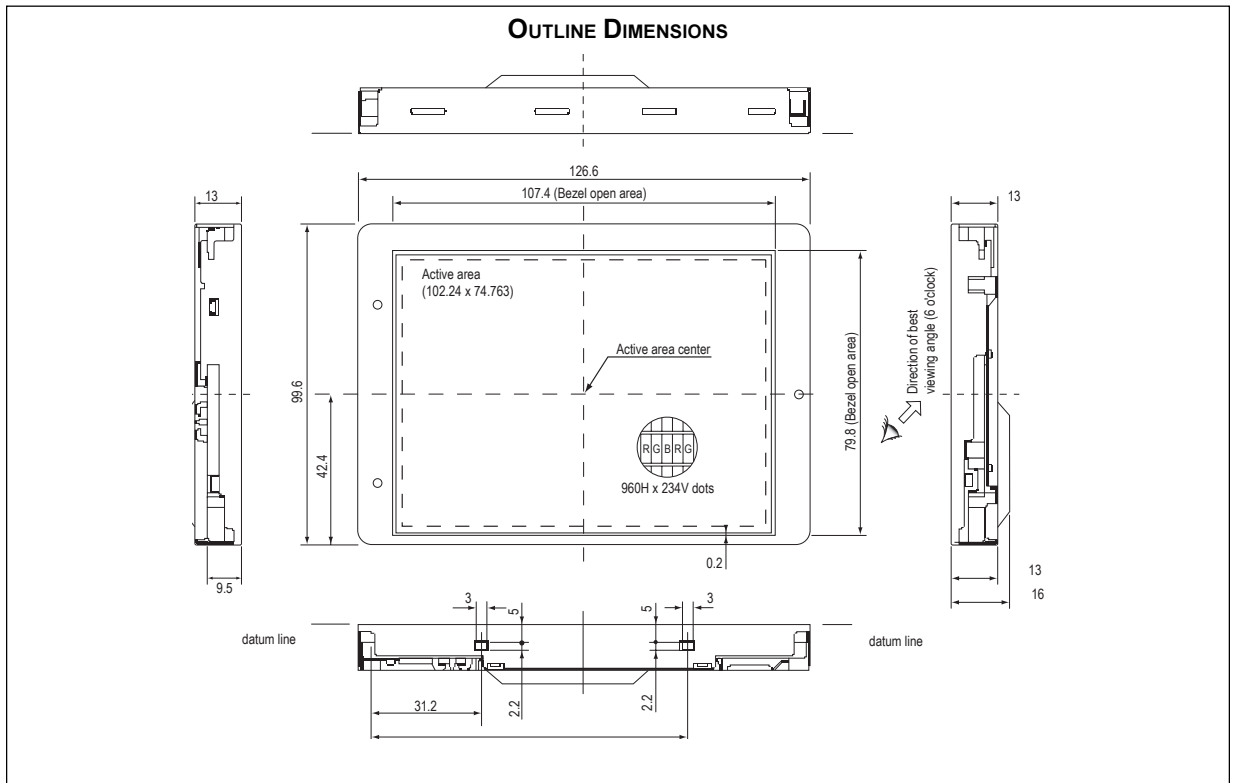 OUTLINE DIMENSIONS
126.6
107.4 (Bezel open area)
13
13
Active area
(102.24 x 74.763)
Active area center
99.6
42.4
79.8 (Bezel open area)
Direction of best
viewing angle (6 o'clock)
R G B R G
960H x 234V dots
0.2
9.5
13
16
3
5
5
3
datum line
datum line
31.2
2.2
2.2